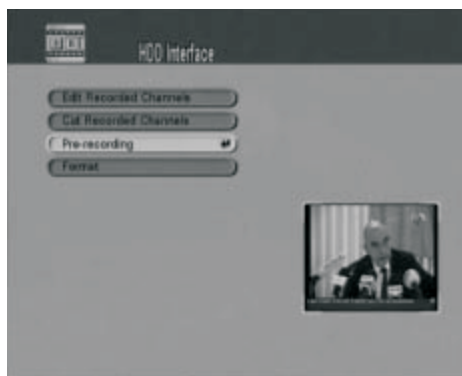 HDD Interface
Edit Recorded Channels
Cut Recorded Channels
Pre-recording
Format